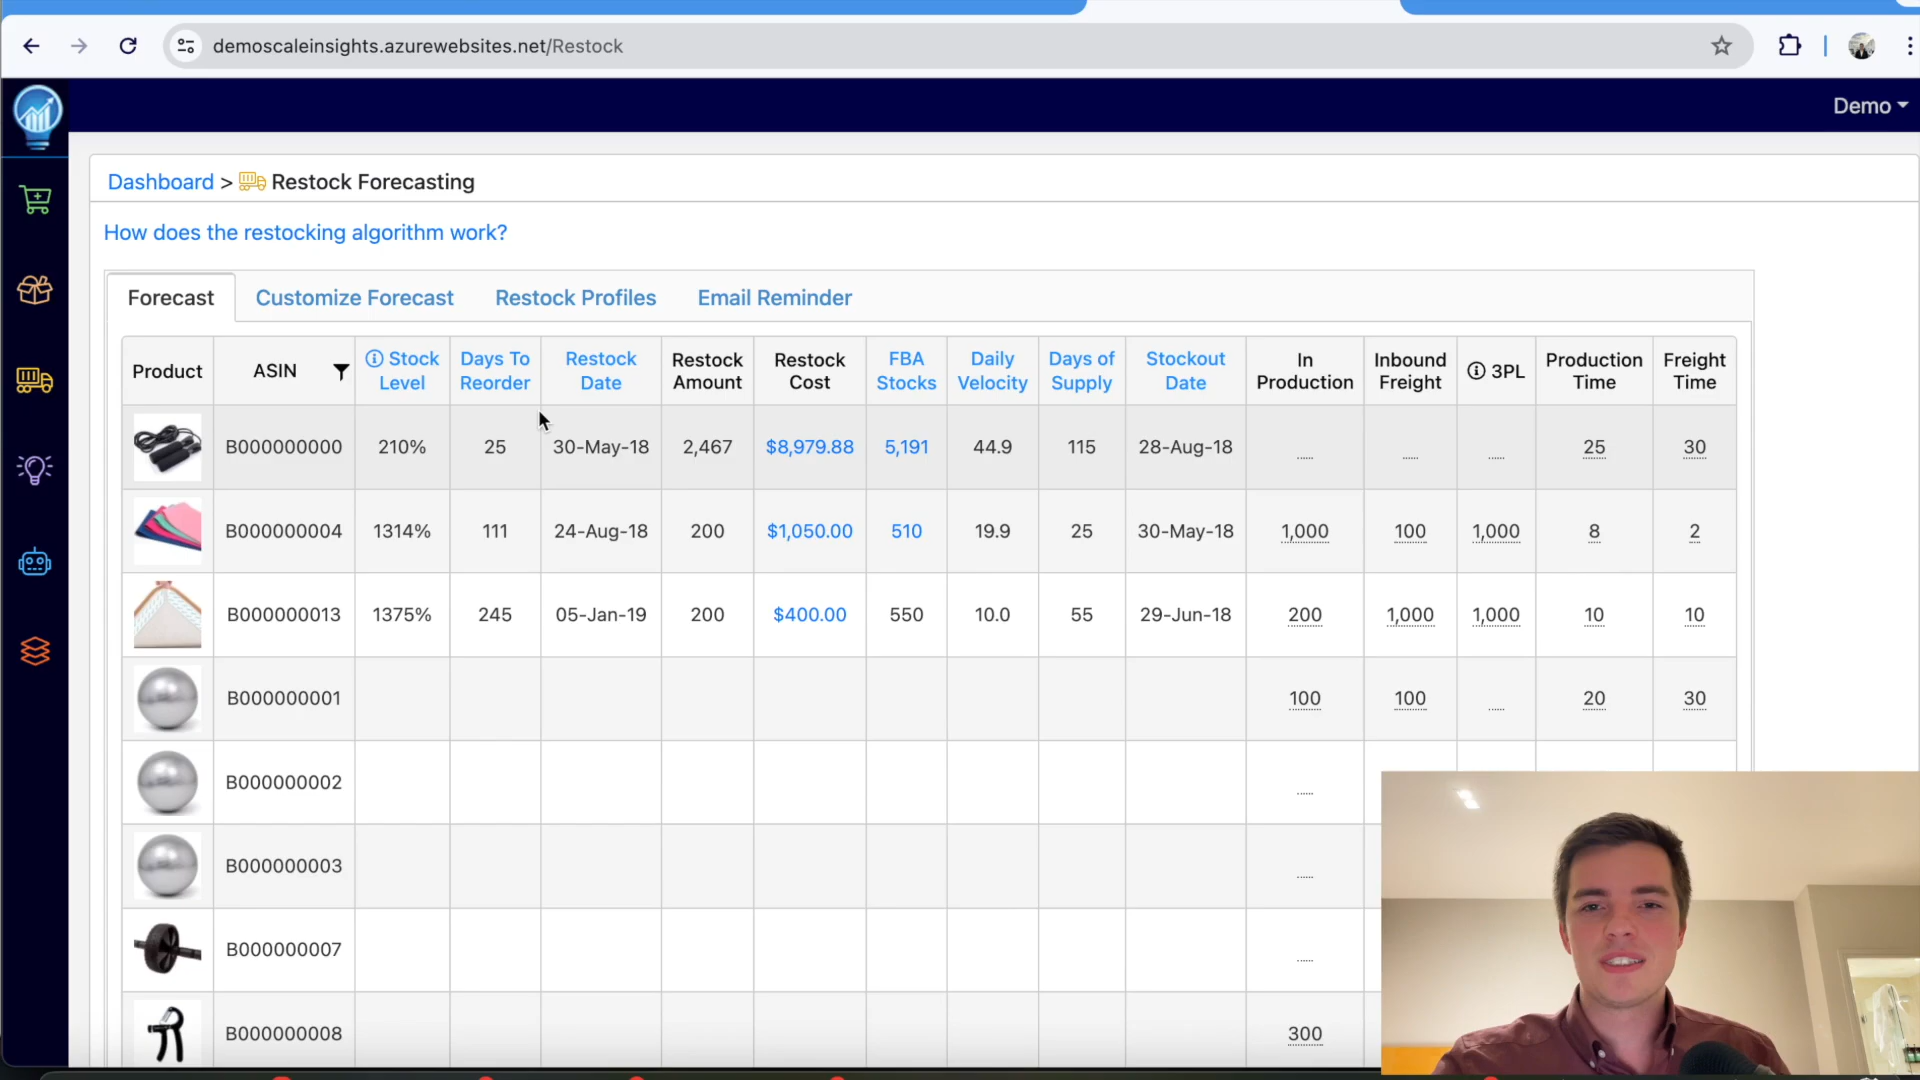 demoscaleinsights.azurewebsites.net/Restock
Demo
Dashboard > Restock Forecasting
How does the restocking algorithm work?
Forecast Customize Forecast Restock Profiles Email Reminder
Product ASIN Stock Level Days To Reorder Restock Date Restock Amount Restock Cost FBA Stocks Daily Velocity Days of Supply Stockout Date In Production Inbound Freight 3PL Production Time Freight Time
B000000000 210% 25 30-May-18 2,467 $8,979.88 5,191 44.9 115 28-Aug-18 ..... ..... ..... 25 30
B000000004 1314% 111 24-Aug-18 200 $1,050.00 510 19.9 25 30-May-18 1,000 100 1,000 8 2
B000000013 1375% 245 05-Jan-19 200 $400.00 550 10.0 55 29-Jun-18 200 1,000 1,000 10 10
B000000001 100 100 ..... 20 30
B000000002 .....
B000000003 .....
B000000007 .....
B000000008 300